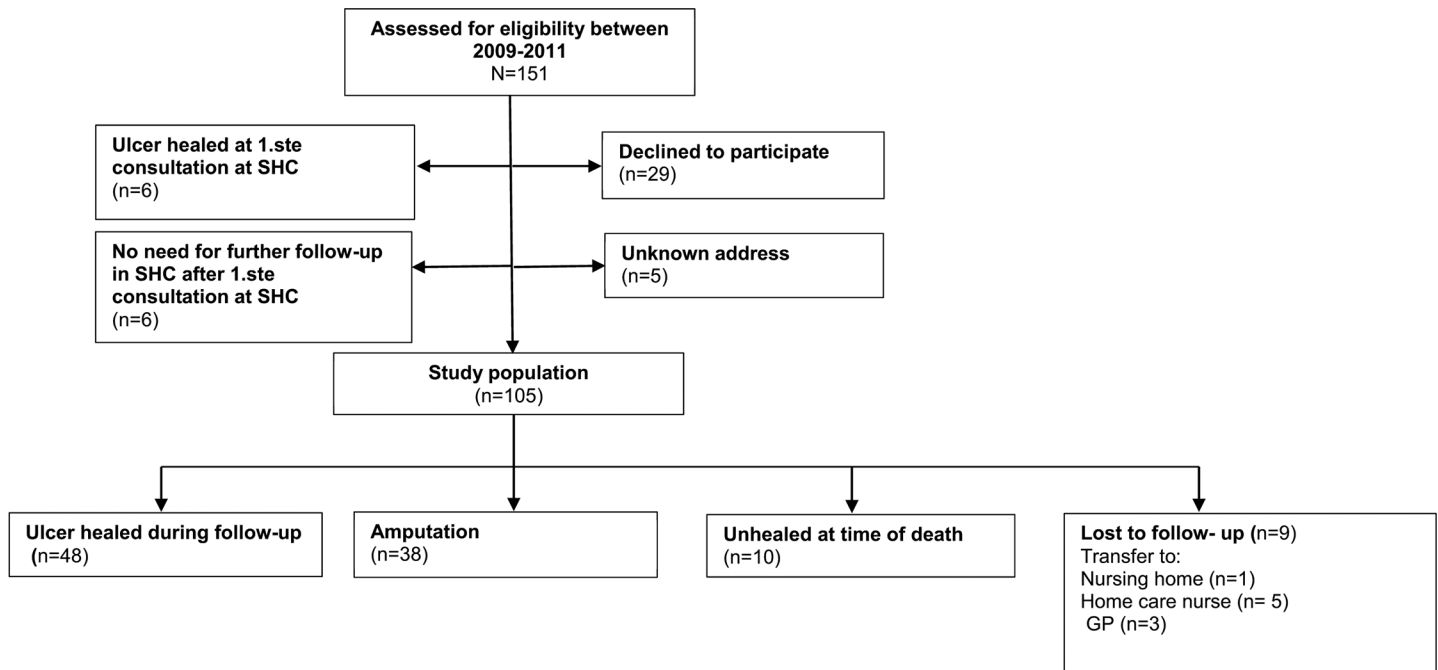 Assessed for eligibility between
2009-2011
N=151
Ulcer healed at 1.ste
consultation at SHC
(n=6)
Declined to participate
(n=29)
No need for further follow-up
in SHC after 1.ste
consultation at SHC
(n=6)
Unknown address
(n=5)
Study population
(n=105)
Ulcer healed during follow-up
(n=48)
Amputation
(n=38)
Unhealed at time of death
(n=10)
Lost to follow- up (n=9)
Transfer to:
Nursing home (n=1)
Home care nurse (n= 5)
GP (n=3)